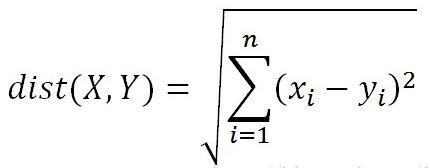 dist(X, Y) = √(∑_{i=1}^{n} (x_i − y_i)²)